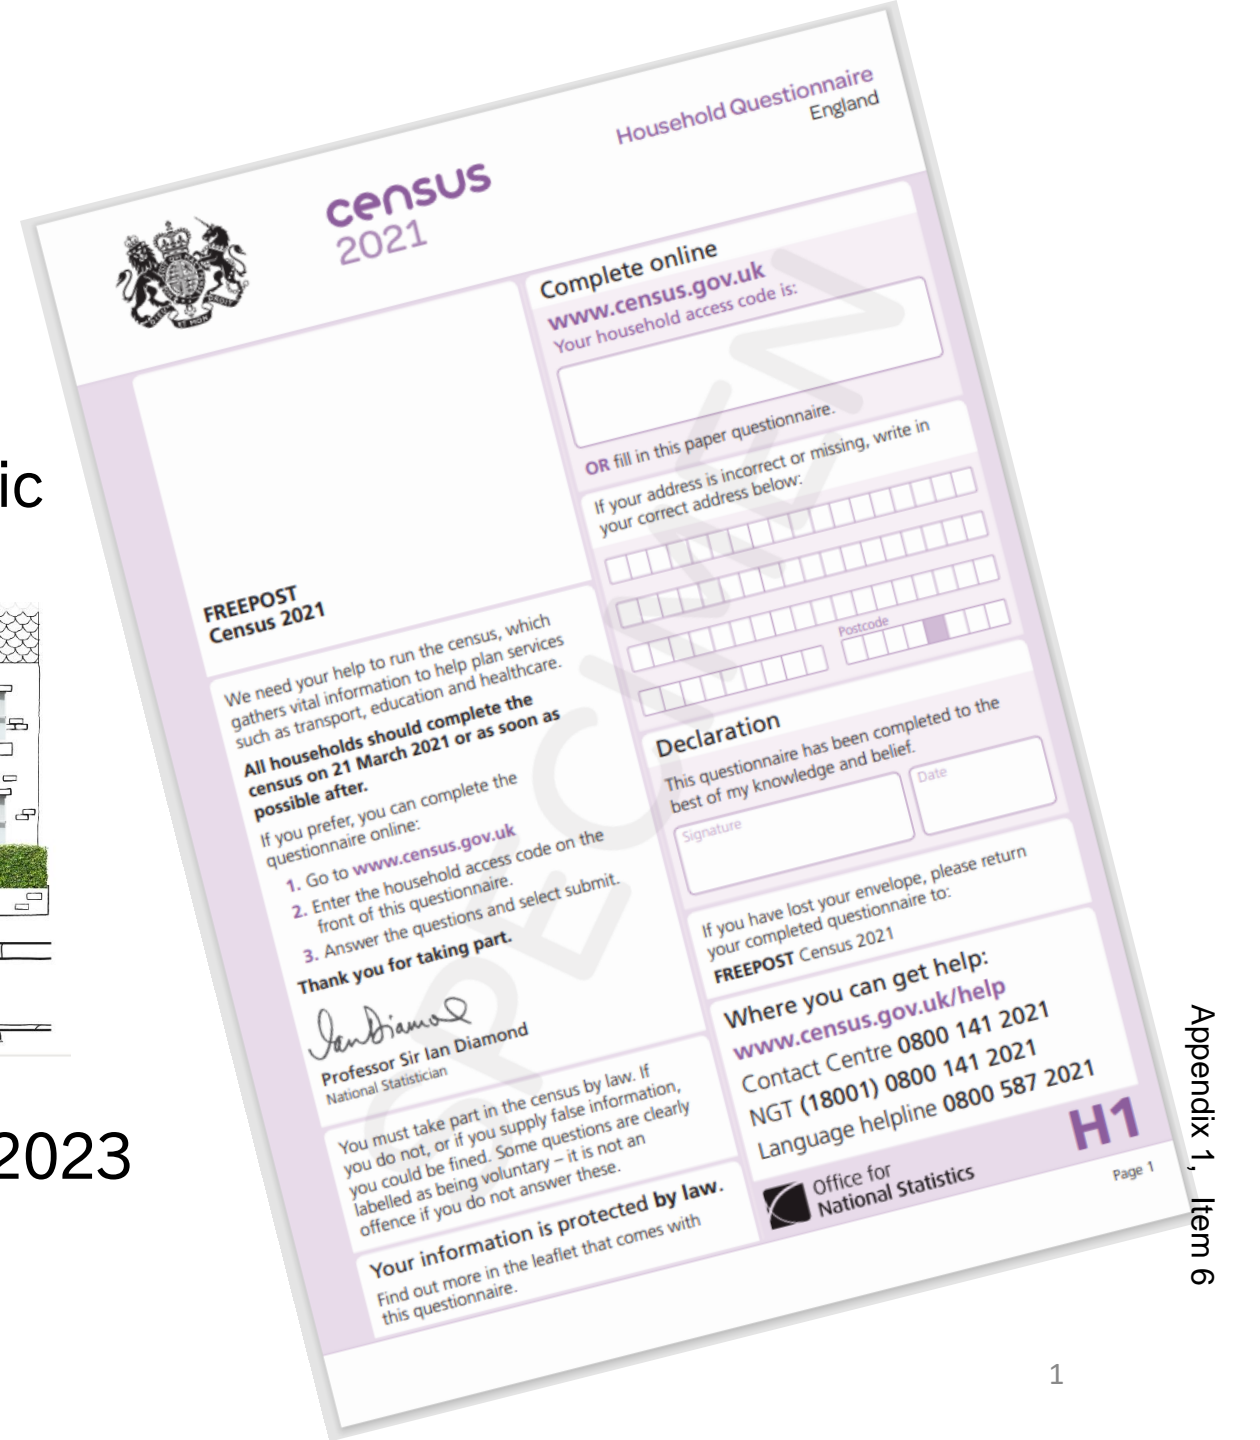 Household Questionnaire
England
census
2021
FREEPOST
Census 2021
We need your help to run the census, which
gathers vital information to help plan services
such as transport, education and healthcare.
All households should complete the
census on 21 March 2021 or as soon as
possible after.
If you prefer, you can complete the
questionnaire online:
1. Go to www.census.gov.uk
2. Enter the household access code on the
front of this questionnaire.
3. Answer the questions and select submit.
Thank you for taking part.
Ian Diamond
Professor Sir Ian Diamond
National Statistician
You must take part in the census by law. If
you do not, or if you supply false information,
you could be fined. Some questions are clearly
labelled as being voluntary – it is not an
offence if you do not answer these.
Your information is protected by law.
Find out more in the leaflet that comes with
this questionnaire.
Complete online
www.census.gov.uk
Your household access code is:
OR fill in this paper questionnaire.
If your address is incorrect or missing, write in
your correct address below:
Postcode
Declaration
This questionnaire has been completed to the
best of my knowledge and belief.
Signature
Date
If you have lost your envelope, please return
your completed questionnaire to:
FREEPOST Census 2021
Where you can get help:
www.census.gov.uk/help
Contact Centre 0800 141 2021
NGT (18001) 0800 141 2021
Language helpline 0800 587 2021
H1
Office for
National Statistics
Page 1
SPECIMEN
ic
2023
Appendix 1, Item 6
1